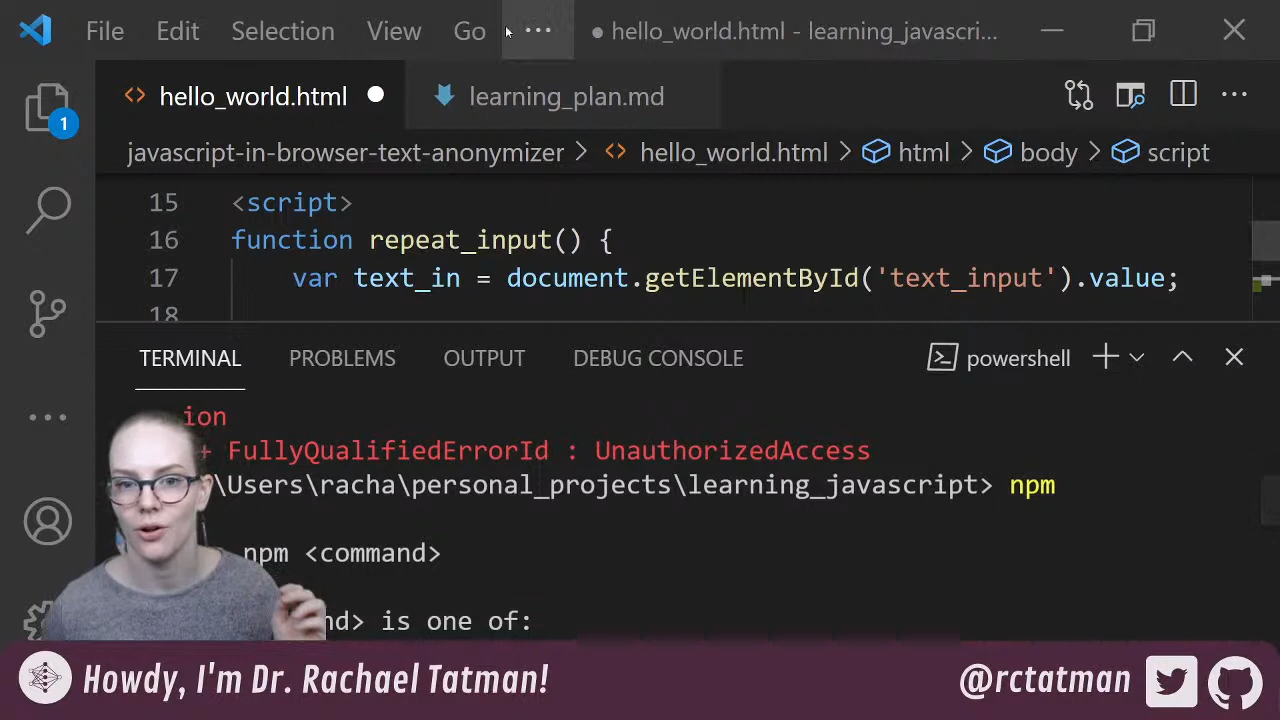 File Edit Selection View Go ··· ● hello_world.html - learning_javascri...
hello_world.html ● learning_plan.md
1
javascript-in-browser-text-anonymizer > hello_world.html > html > body > script
15 <script>
16 function repeat_input() {
17 var text_in = document.getElementById('text_input').value;
18
TERMINAL PROBLEMS OUTPUT DEBUG CONSOLE powershell
ion
+ FullyQualifiedErrorId : UnauthorizedAccess
\Users\racha\personal_projects\learning_javascript> npm
npm <command>
nd> is one of:
Howdy, I'm Dr. Rachael Tatman! @rctatman